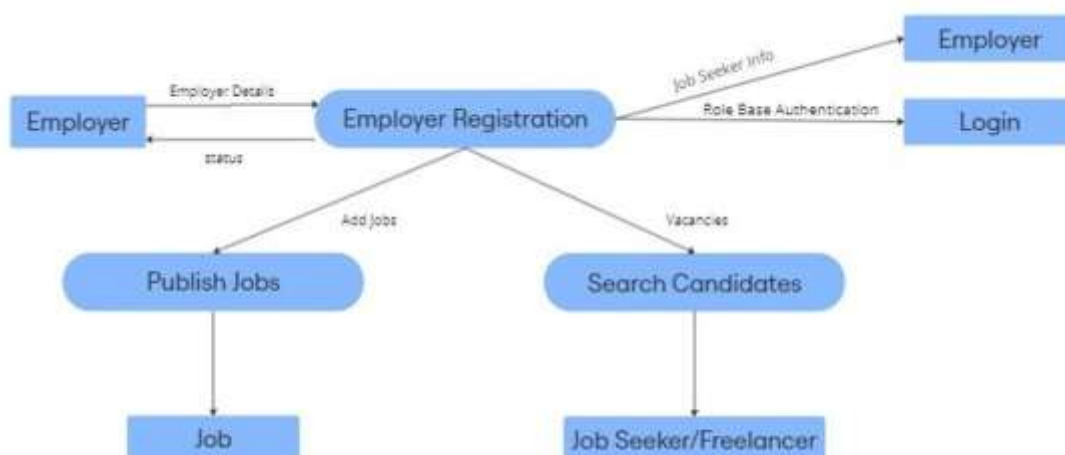 Employer
Job Seeker Info
Employer Details
Role Base Authentication
Employer
Employer Registration
Login
status
Add Jobs
Vacancies
Publish Jobs
Search Candidates
Job
Job Seeker/Freelancer